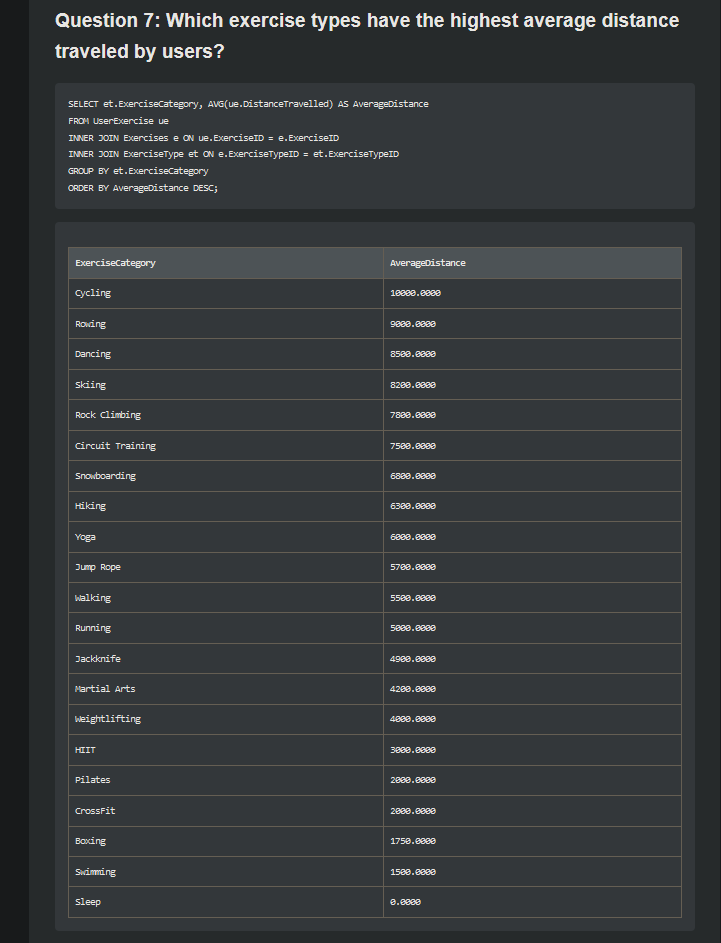 Question 7: Which exercise types have the highest average distance
traveled by users?
SELECT et.ExerciseCategory, AVG(ue.DistanceTravelled) AS AverageDistance
FROM UserExercise ue
INNER JOIN Exercises e ON ue.ExerciseID = e.ExerciseID
INNER JOIN ExerciseType et ON e.ExerciseTypeID = et.ExerciseTypeID
GROUP BY et.ExerciseCategory
ORDER BY AverageDistance DESC;
ExerciseCategory AverageDistance
Cycling 10000.0000
Rowing 9000.0000
Dancing 8500.0000
Skiing 8200.0000
Rock Climbing 7800.0000
Circuit Training 7500.0000
Snowboarding 6800.0000
Hiking 6300.0000
Yoga 6000.0000
Jump Rope 5700.0000
Walking 5500.0000
Running 5000.0000
Jackknife 4900.0000
Martial Arts 4200.0000
Weightlifting 4000.0000
HIIT 3000.0000
Pilates 2000.0000
CrossFit 2000.0000
Boxing 1750.0000
Swimming 1500.0000
Sleep 0.0000